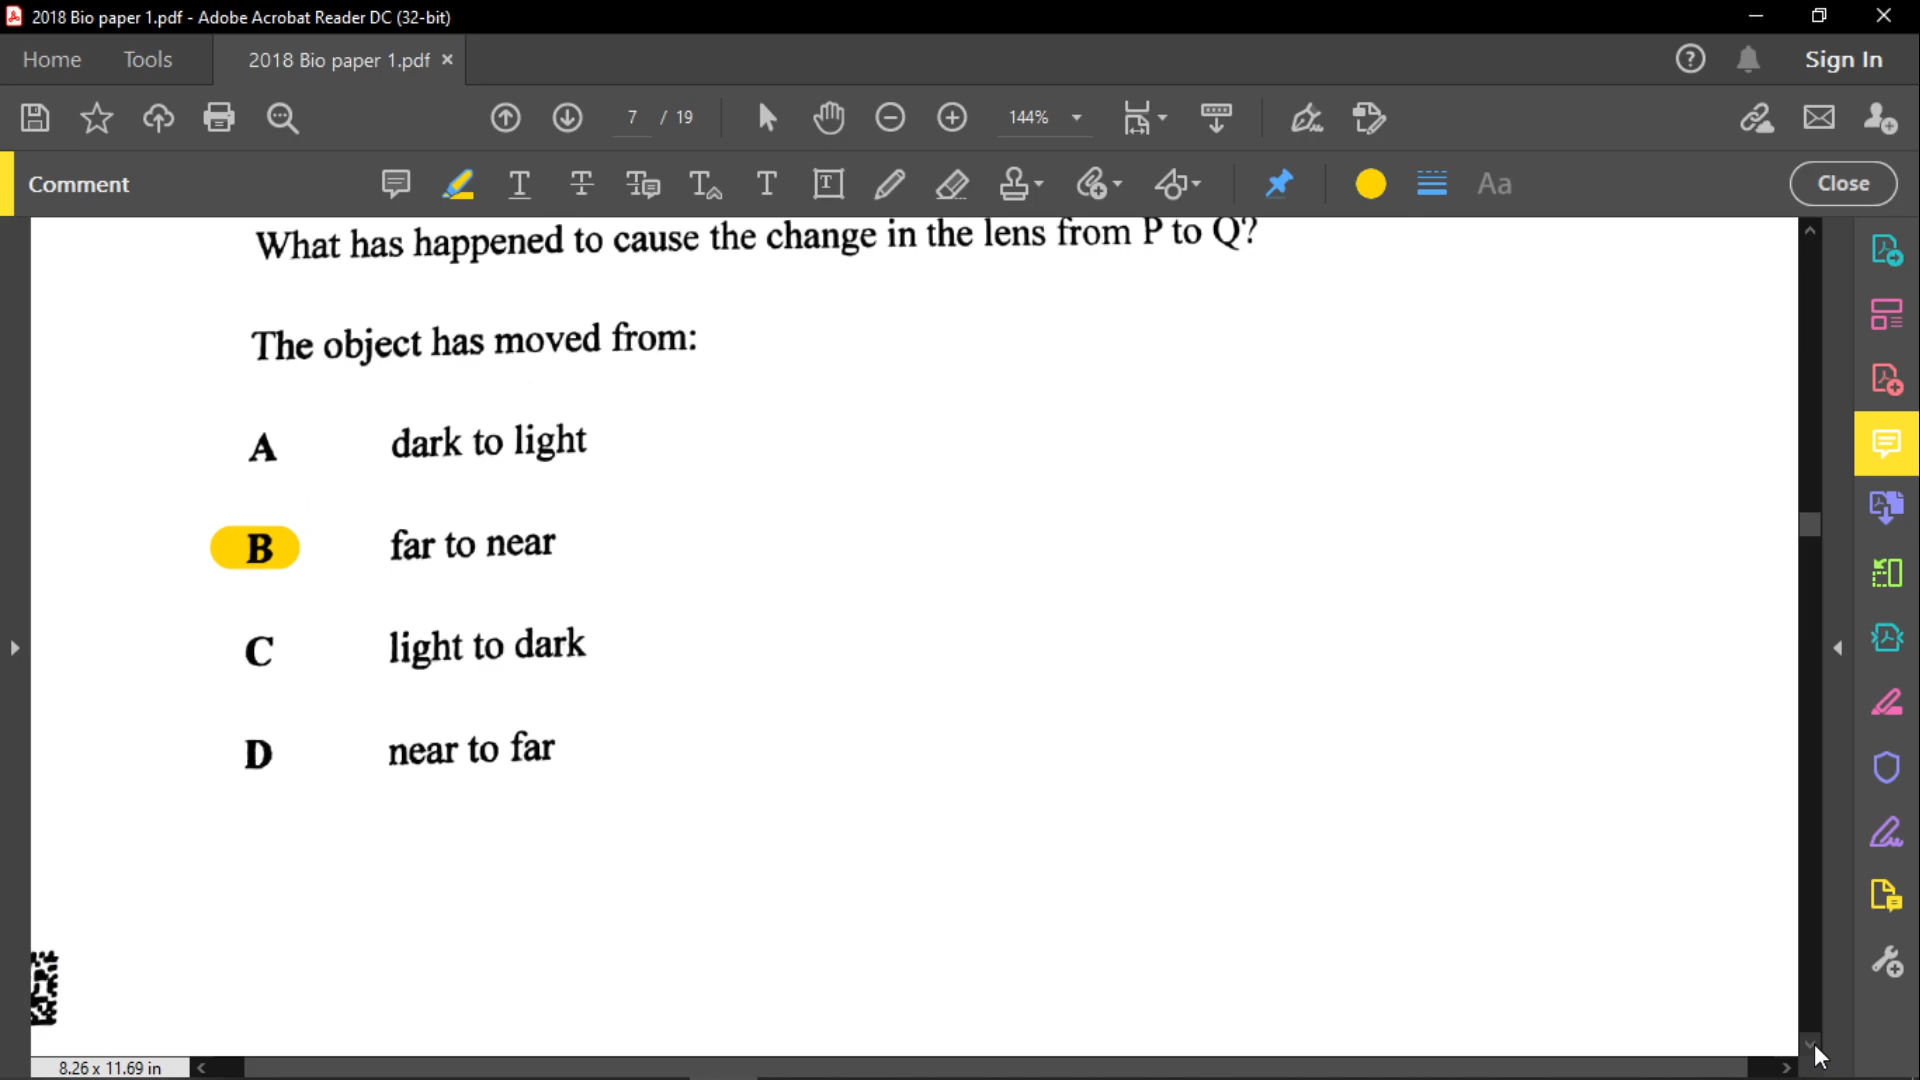 2018 Bio paper 1.pdf - Adobe Acrobat Reader DC (32-bit)
Home Tools 2018 Bio paper 1.pdf × Sign In
7 / 19 144%
Comment Aa Close
What has happened to cause the change in the lens from P to Q?
The object has moved from:
A dark to light
B far to near
C light to dark
D near to far
8.26 x 11.69 in